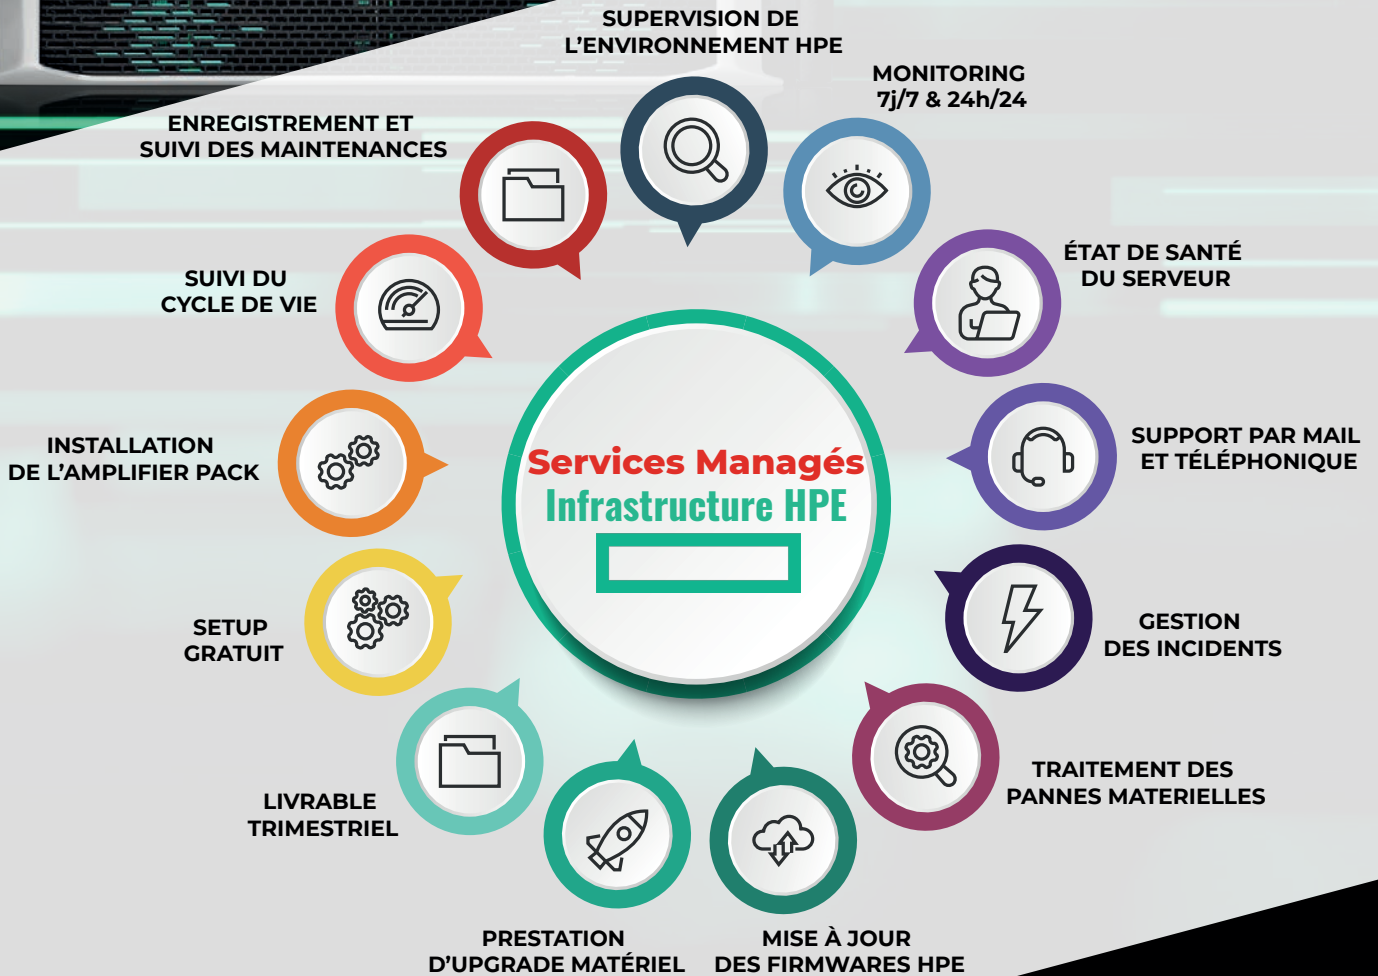 SUPERVISION DE
L'ENVIRONNEMENT HPE
MONITORING
7j/7 & 24h/24
ÉTAT DE SANTÉ
DU SERVEUR
SUPPORT PAR MAIL
ET TÉLÉPHONIQUE
GESTION
DES INCIDENTS
TRAITEMENT DES
PANNES MATERIELLES
MISE À JOUR
DES FIRMWARES HPE
PRESTATION
D'UPGRADE MATÉRIEL
LIVRABLE
TRIMESTRIEL
SETUP
GRATUIT
INSTALLATION
DE L'AMPLIFIER PACK
SUIVI DU
CYCLE DE VIE
ENREGISTREMENT ET
SUIVI DES MAINTENANCES
Services Managés
Infrastructure HPE